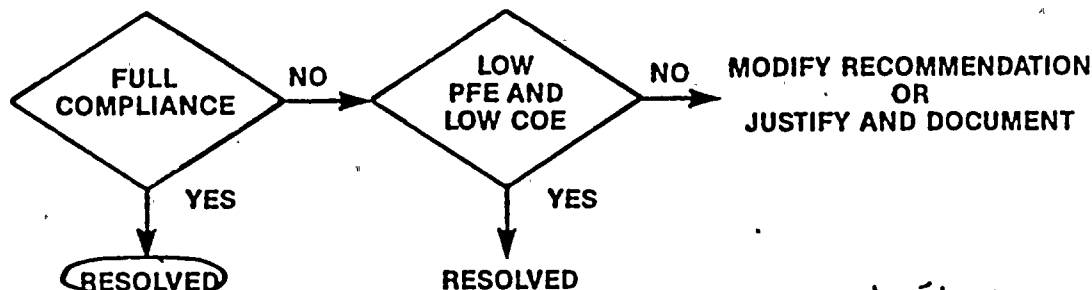 FULL
COMPLIANCE
NO
LOW
PFE AND
LOW COE
NO
MODIFY RECOMMENDATION
OR
JUSTIFY AND DOCUMENT
YES
YES
RESOLVED
RESOLVED